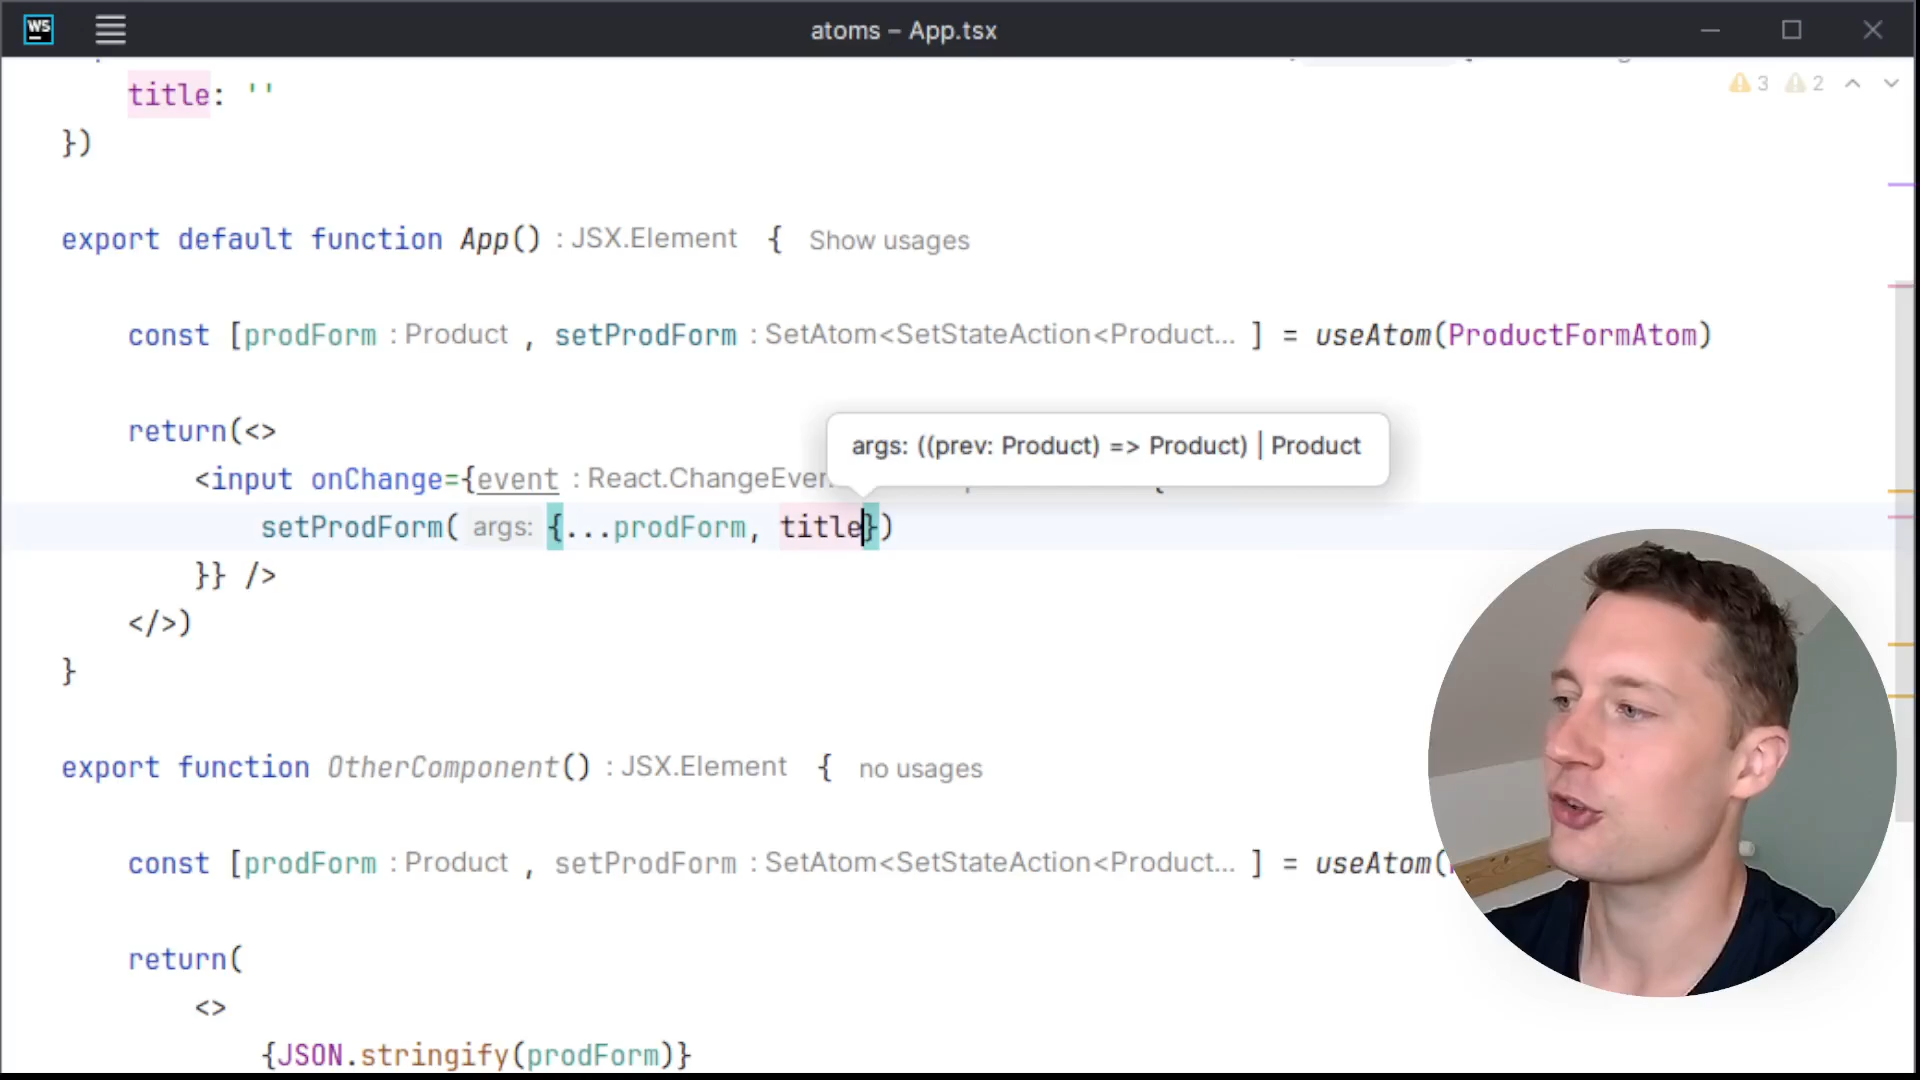 WS
atoms – App.tsx
title: ''
3 2
})
export default function App() : JSX.Element { Show usages
const [prodForm : Product , setProdForm : SetAtom<SetStateAction<Product... ] = useAtom(ProductFormAtom)
return(<>
args: ((prev: Product) => Product) | Product
<input onChange={event : React.ChangeEven {
setProdForm( args: {...prodForm, title})
}} />
</>)
}
export function OtherComponent() : JSX.Element { no usages
const [prodForm : Product , setProdForm : SetAtom<SetStateAction<Product... ] = useAtom(
return(
<>
{JSON.stringify(prodForm)}